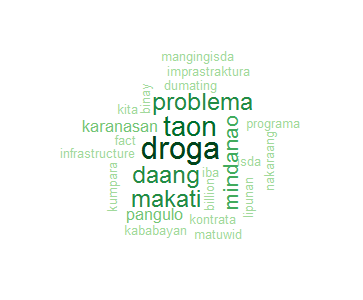 mangingisda
imprastraktura
dumating
binay
kita
problema
karanasan
taon
programa
fact
droga
mindanao
nakaraang
infrastructure
sda
kumpara
daang
iba
billion
makati
lipunan
pangulo
kontrata
kababayan
matuwid